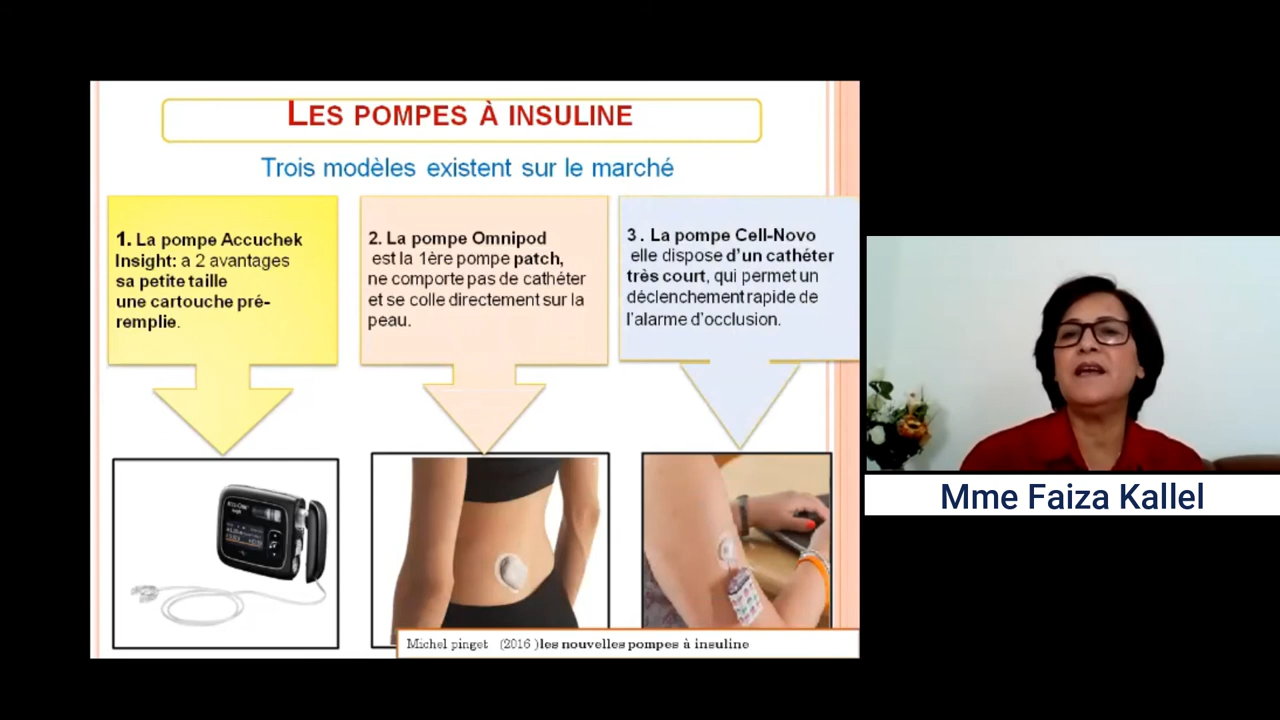 LES POMPES À INSULINE
Trois modèles existent sur le marché
1. La pompe Accuchek
Insight: a 2 avantages
sa petite taille
une cartouche pré-
remplie.
2. La pompe Omnipod
est la 1ère pompe patch,
ne comporte pas de cathéter
et se colle directement sur la
peau.
3. La pompe Cell-Novo
elle dispose d'un cathéter
très court, qui permet un
déclenchement rapide de
l'alarme d'occlusion.
Michel pinget (2016 )les nouvelles pompes à insuline
Mme Faiza Kallel